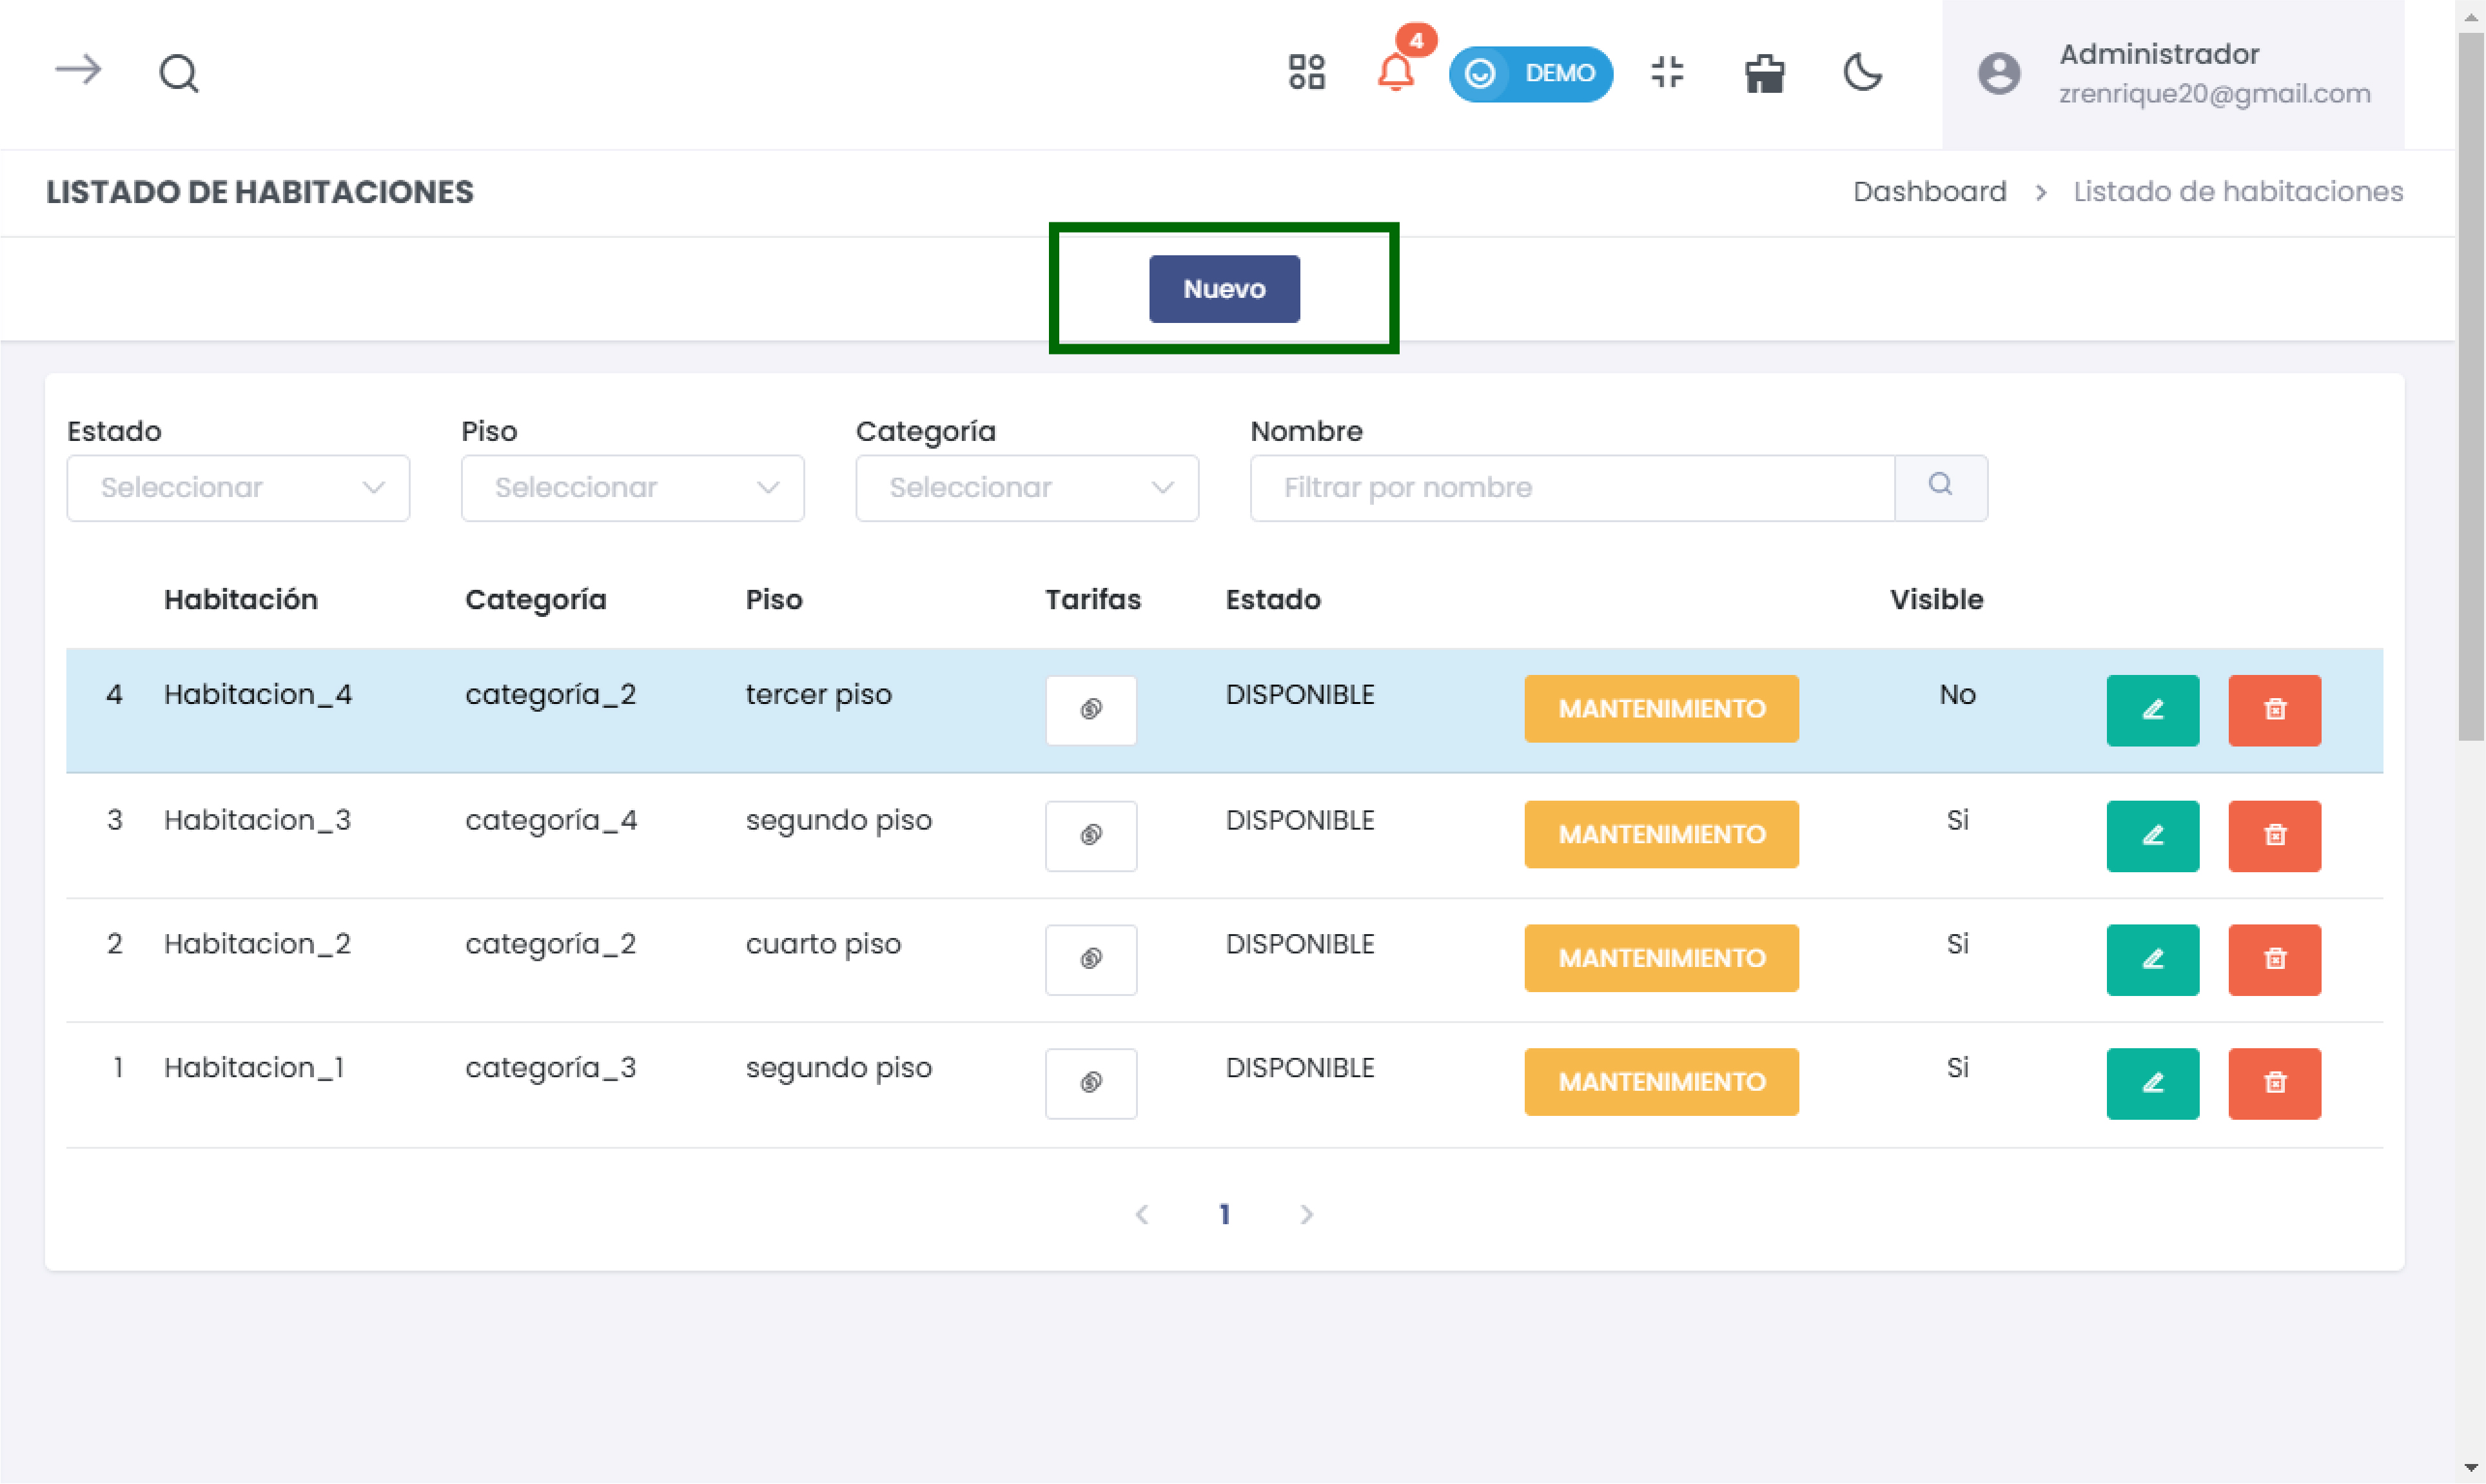 4
DEMO
Administrador
zrenrique20@gmail.com
LISTADO DE HABITACIONES
Dashboard > Listado de habitaciones
Nuevo
Estado Piso Categoría Nombre
Seleccionar Seleccionar Seleccionar Filtrar por nombre
Habitación Categoría Piso Tarifas Estado Visible
4 Habitacion_4 categoría_2 tercer piso DISPONIBLE MANTENIMIENTO No
3 Habitacion_3 categoría_4 segundo piso DISPONIBLE MANTENIMIENTO Si
2 Habitacion_2 categoría_2 cuarto piso DISPONIBLE MANTENIMIENTO Si
1 Habitacion_1 categoría_3 segundo piso DISPONIBLE MANTENIMIENTO Si
1